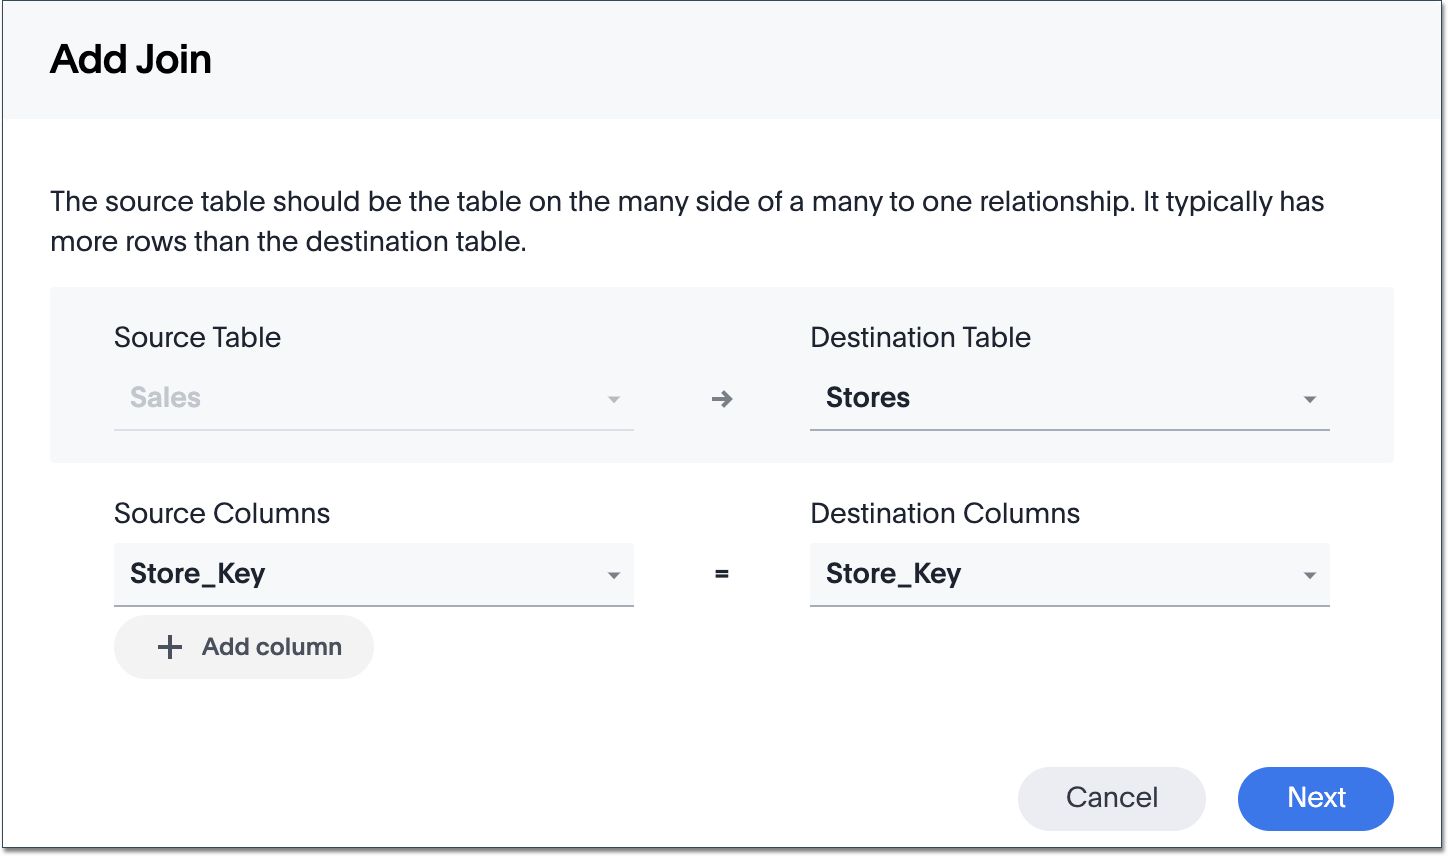 Add Join
The source table should be the table on the many side of a many to one relationship. It typically has
more rows than the destination table.
Source Table
Destination Table
Sales
→
Stores
Source Columns
Destination Columns
Store_Key
=
Store_Key
+ Add column
Cancel
Next